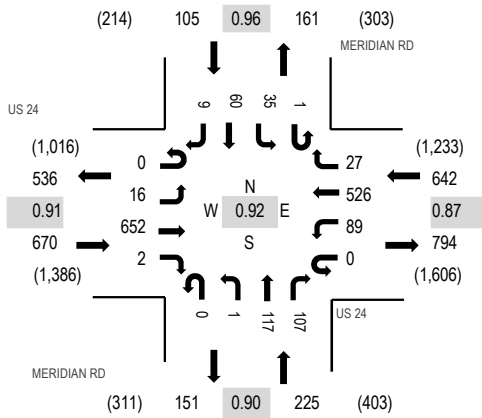 (214) 105 0.96 161 (303)
MERIDIAN RD
US 24
9 60 35 1
(1,016) (1,233)
536 0 27 642
16 N 526
0.91 W 0.92 E 0.87
652 S 89
670 2 0 794
(1,386) (1,606)
0 1 117 107
US 24
MERIDIAN RD
(311) 151 0.90 225 (403)